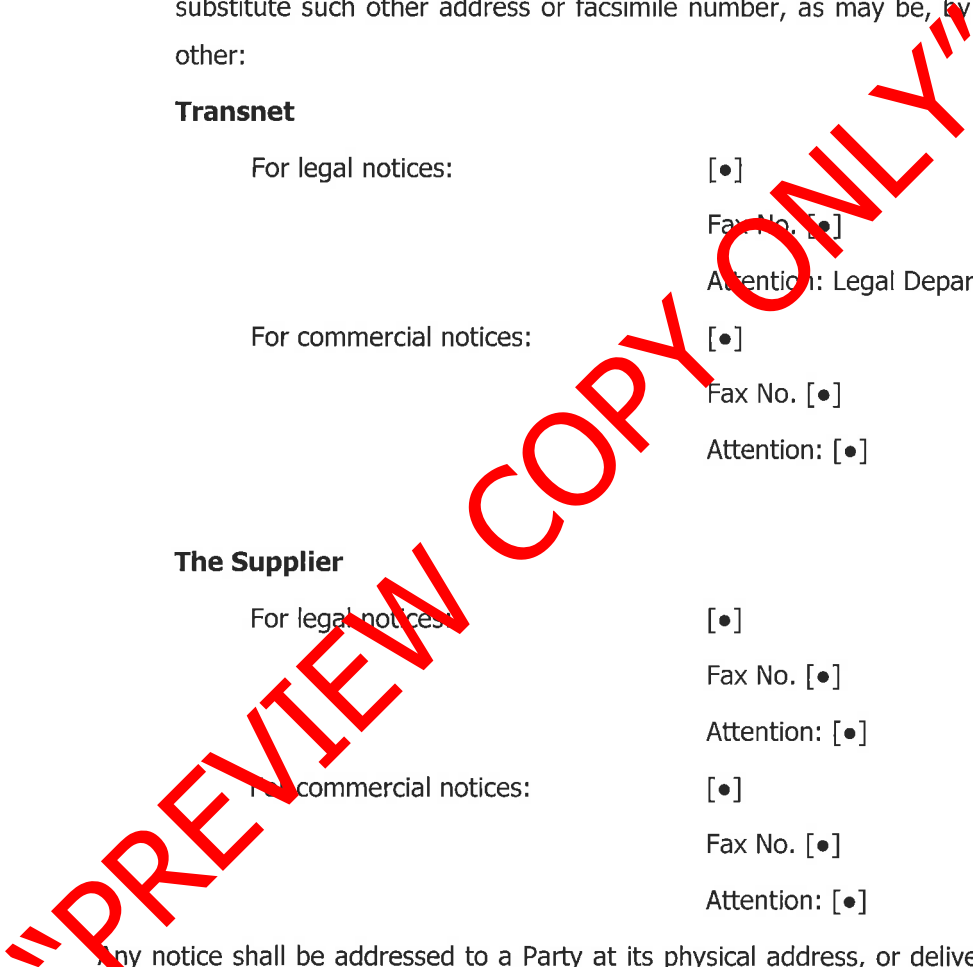 substitute such other address or facsimile number, as may be, by
other:
Transnet
For legal notices: [●]
Fax No. [●]
Attention: Legal Depar
For commercial notices: [●]
Fax No. [●]
Attention: [●]
The Supplier
For legal notices: [●]
Fax No. [●]
Attention: [●]
For commercial notices: [●]
Fax No. [●]
Attention: [●]
Any notice shall be addressed to a Party at its physical address, or delive
"PREVIEW COPY ONLY"